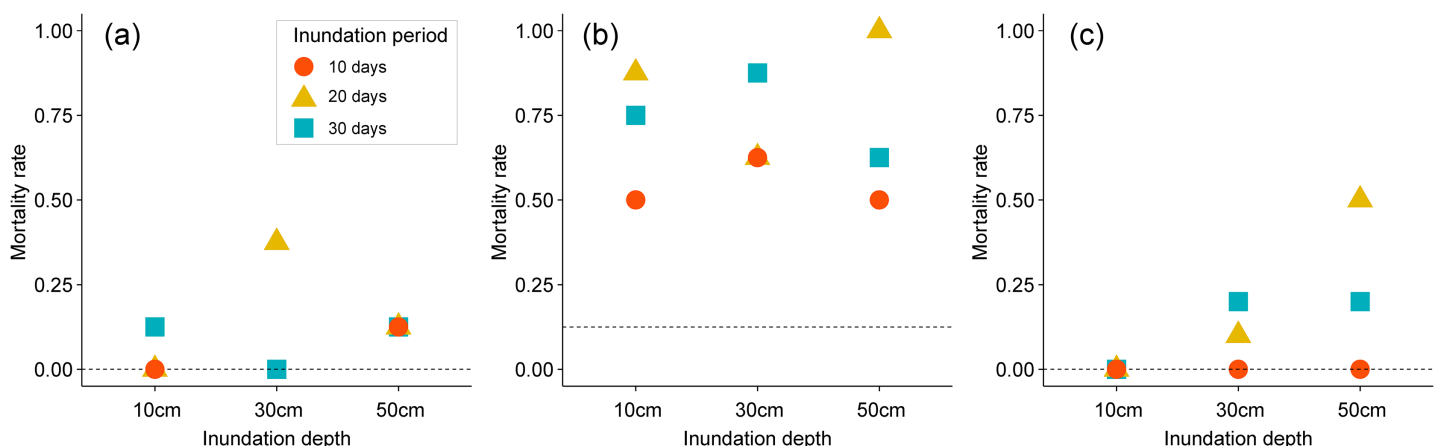 (a)
Inundation period
10 days
20 days
30 days
Mortality rate
1.00
0.75
0.50
0.25
0.00
10cm 30cm 50cm
Inundation depth
(b)
Mortality rate
1.00
0.75
0.50
0.25
0.00
10cm 30cm 50cm
Inundation depth
(c)
Mortality rate
1.00
0.75
0.50
0.25
0.00
10cm 30cm 50cm
Inundation depth